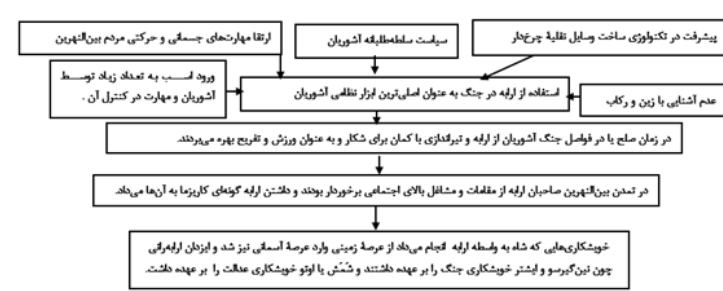 پیشرفت در تکنولوژی ساخت وسایل نقلیهٔ چرخ‌دار
سیاست سلطه‌طلبانه آشوریان
ارتقا مهارت‌های جسمانی و حرکتی مردم بین‌النهرین
ورود اسب به تعداد زیاد توسط
آشوریان و مهارت در کنترل آن .
استفاده از ارابه در جنگ به عنوان اصلی‌ترین ابزار نظامی آشوریان
عدم آشنایی با زین و رکاب
در زمان صلح یا در فواصل جنگ آشوریان از ارابه و تیراندازی با کمان برای شکار و به عنوان ورزش و تفریح بهره می‌بردند.
در تمدن بین‌النهرین صاحبان ارابه از مقامات و مشاغل بالای اجتماعی برخوردار بودند و داشتن ارابه گونه‌ای کاریزما به آن‌ها می‌داد.
خویشکاری‌هایی که شاه به واسطه ارابه انجام می‌داد از عرصهٔ زمینی وارد عرصهٔ آسمانی نیز شد و ایزدان ارابه‌رانی
چون نین‌گیرسو و ایشتر خویشکاری جنگ را بر عهده داشتند و شَمَش یا اوتو خویشکاری عدالت را بر عهده داشت.